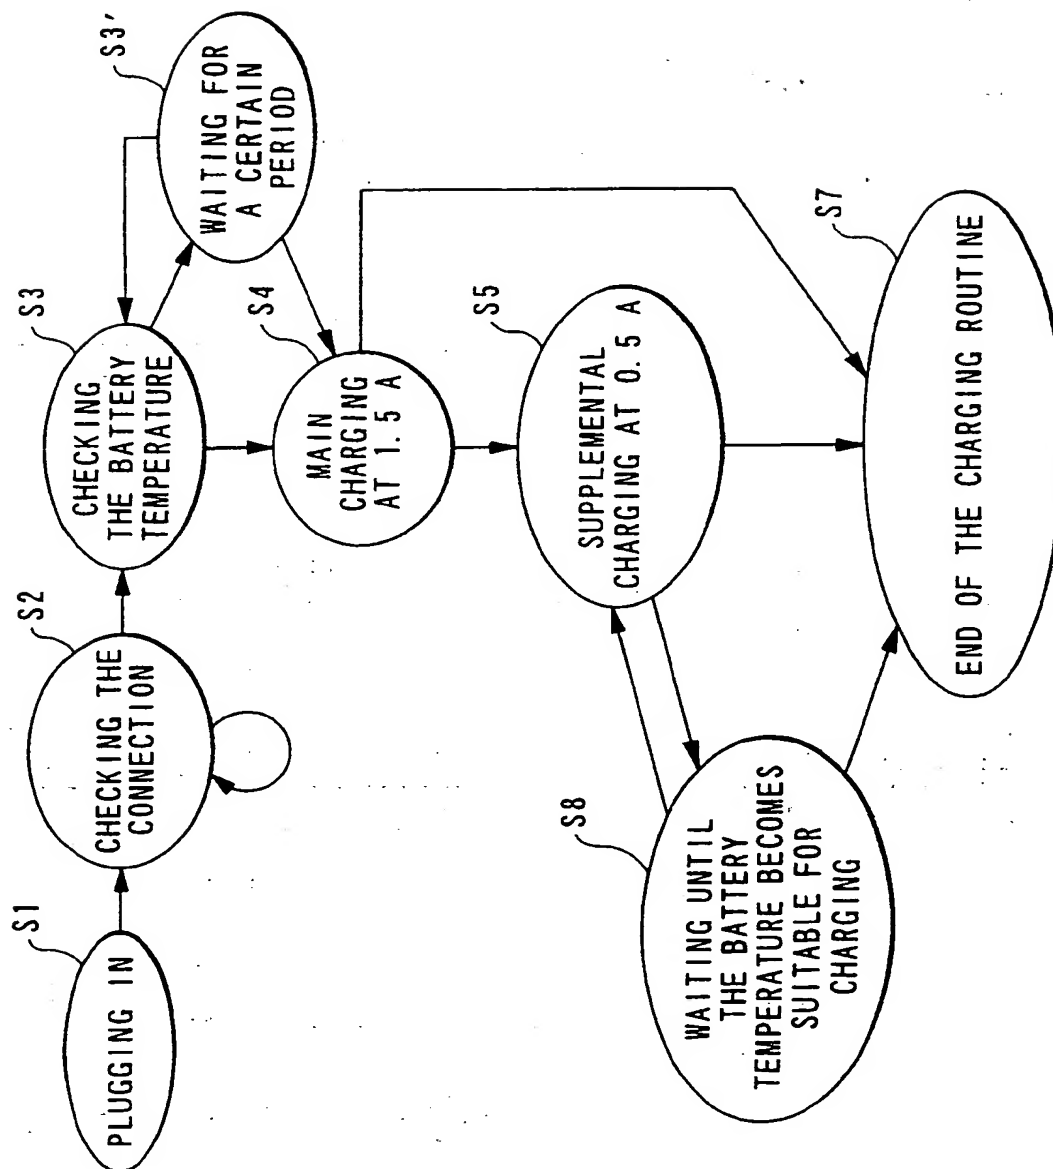 S1
PLUGGING IN
S2
CHECKING THE
CONNECTION
S3
CHECKING
THE BATTERY
TEMPERATURE
S3'
WAITING FOR
A CERTAIN
PERIOD
S4
MAIN
CHARGING
AT 1.5 A
S5
SUPPLEMENTAL
CHARGING AT 0.5 A
S8
WAITING UNTIL
THE BATTERY
TEMPERATURE BECOMES
SUITABLE FOR
CHARGING
S7
END OF THE CHARGING ROUTINE